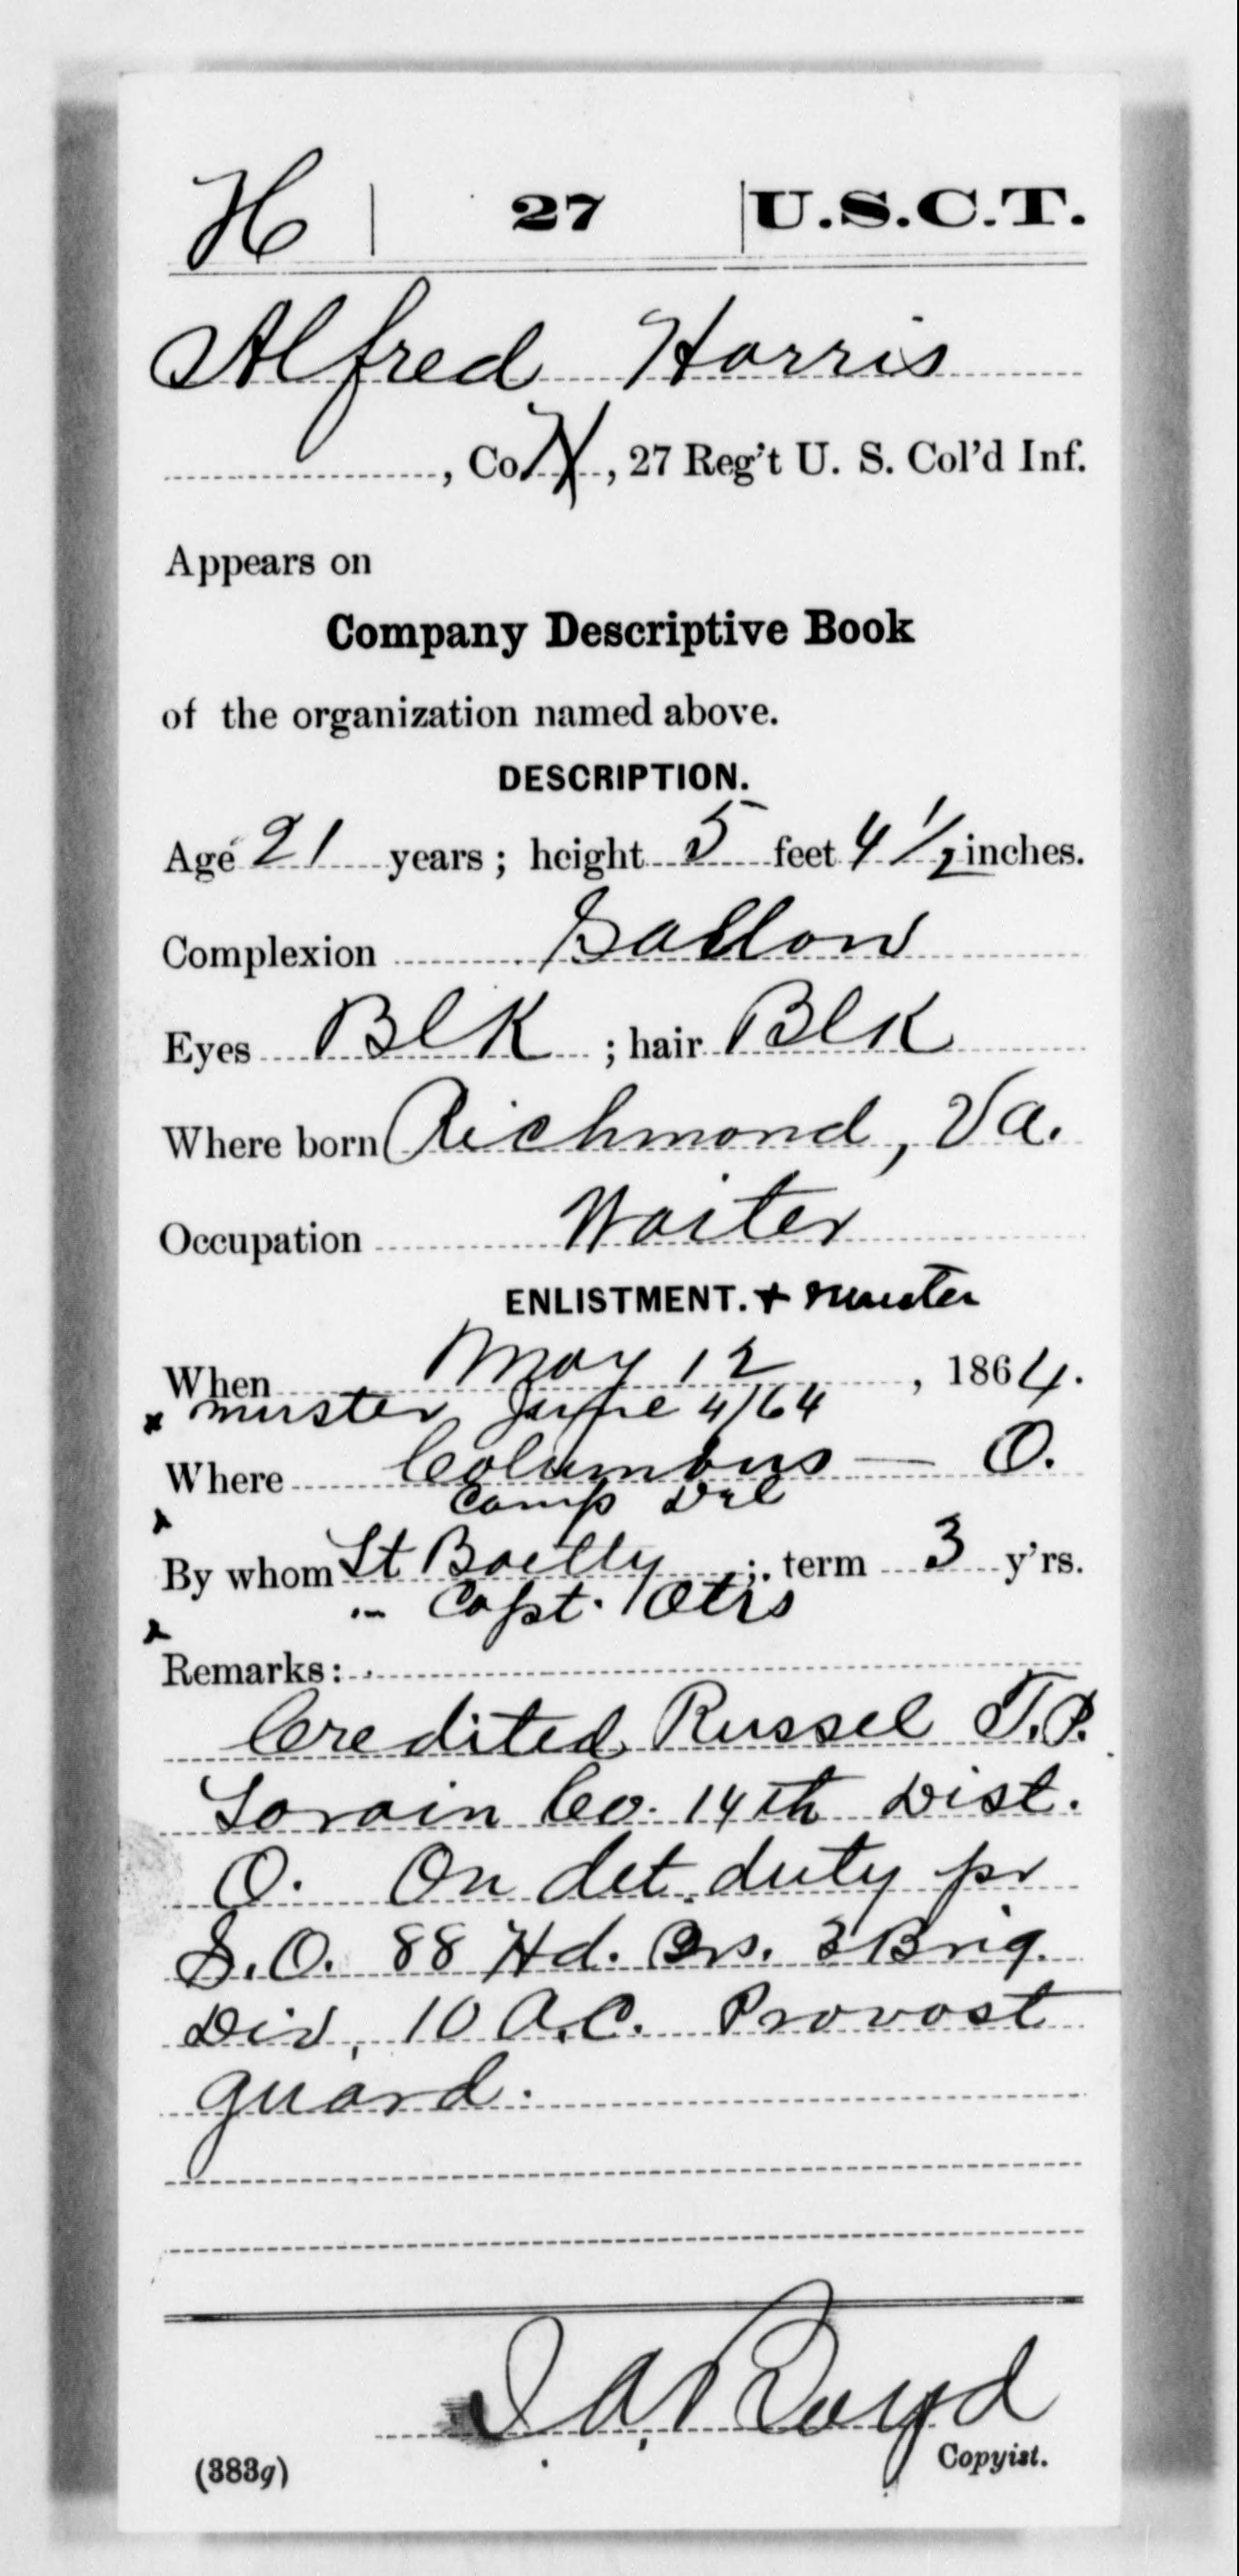 H | 27 | U.S.C.T.
Alfred Harris
, Co. H, 27 Reg't U. S. Col'd Inf.
Appears on
Company Descriptive Book
of the organization named above.
DESCRIPTION.
Age 21 years; height 5 feet 4 1/2 inches.
Complexion Sallow
Eyes Blk ; hair Blk
Where born Richmond, Va.
Occupation Waiter
ENLISTMENT. + muster
When May 12, 1864.
x muster June 4/64
Where Columbus — O.
Camp Del
By whom Lt ; term 3 y'rs.
" Capt. Otis
Remarks:
Credited Russel T.P.
Lorain Co. 14th Dist.
O. On det. duty pr
S.O. 88 Hd. Qrs. 3 Brig.
Div, 10 A.C. Provost
guard.
Boyd
Copyist.
(383g)